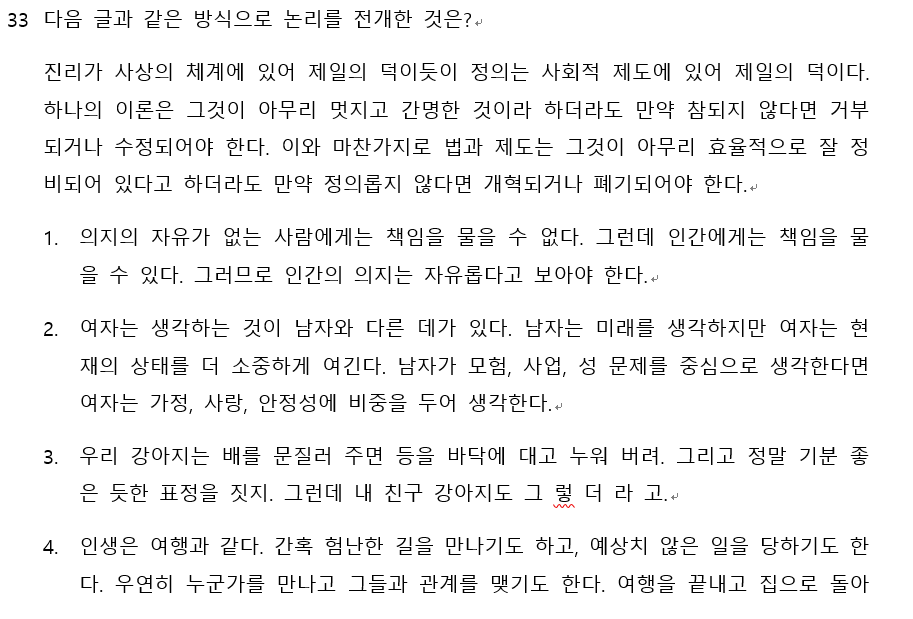 33 다음 글과 같은 방식으로 논리를 전개한 것은?
진리가 사상의 체계에 있어 제일의 덕이듯이 정의는 사회적 제도에 있어 제일의 덕이다.
하나의 이론은 그것이 아무리 멋지고 간명한 것이라 하더라도 만약 참되지 않다면 거부
되거나 수정되어야 한다. 이와 마찬가지로 법과 제도는 그것이 아무리 효율적으로 잘 정
비되어 있다고 하더라도 만약 정의롭지 않다면 개혁되거나 폐기되어야 한다.
1. 의지의 자유가 없는 사람에게는 책임을 물을 수 없다. 그런데 인간에게는 책임을 물
을 수 있다. 그러므로 인간의 의지는 자유롭다고 보아야 한다.
2. 여자는 생각하는 것이 남자와 다른 데가 있다. 남자는 미래를 생각하지만 여자는 현
재의 상태를 더 소중하게 여긴다. 남자가 모험, 사업, 성 문제를 중심으로 생각한다면
여자는 가정, 사랑, 안정성에 비중을 두어 생각한다.
3. 우리 강아지는 배를 문질러 주면 등을 바닥에 대고 누워 버려. 그리고 정말 기분 좋
은 듯한 표정을 짓지. 그런데 내 친구 강아지도 그 렇 더 라 고.
4. 인생은 여행과 같다. 간혹 험난한 길을 만나기도 하고, 예상치 않은 일을 당하기도 한
다. 우연히 누군가를 만나고 그들과 관계를 맺기도 한다. 여행을 끝내고 집으로 돌아